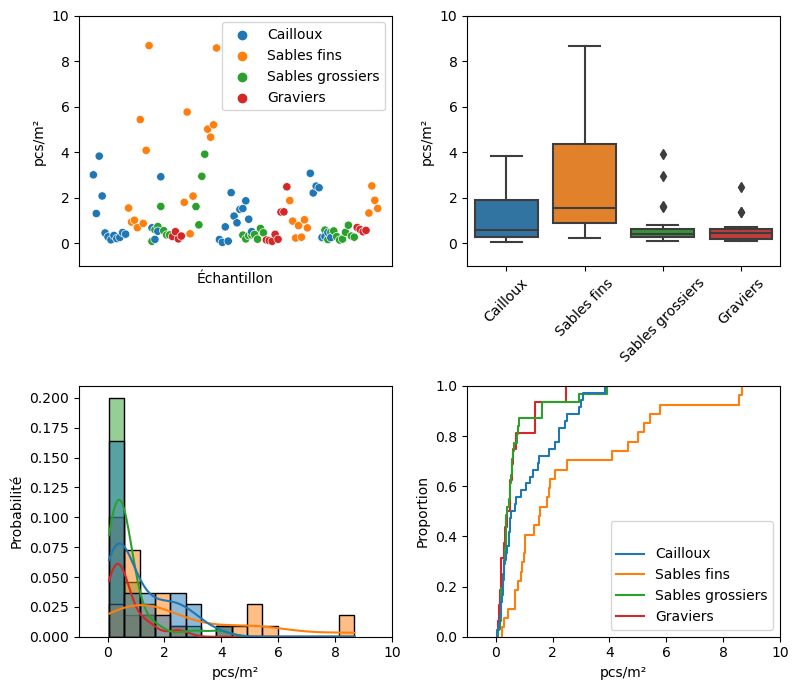 10
8
6
4
2
0
pcs/m²
Échantillon
Cailloux
Sables fins
Sables grossiers
Graviers
10
8
6
4
2
0
pcs/m²
Cailloux
Sables fins
Sables grossiers
Graviers
0.200
0.175
0.150
0.125
0.100
0.075
0.050
0.025
0.000
Probabilité
0 2 4 6 8 10
pcs/m²
1.0
0.8
0.6
0.4
0.2
0.0
Proportion
Cailloux
Sables fins
Sables grossiers
Graviers
0 2 4 6 8 10
pcs/m²